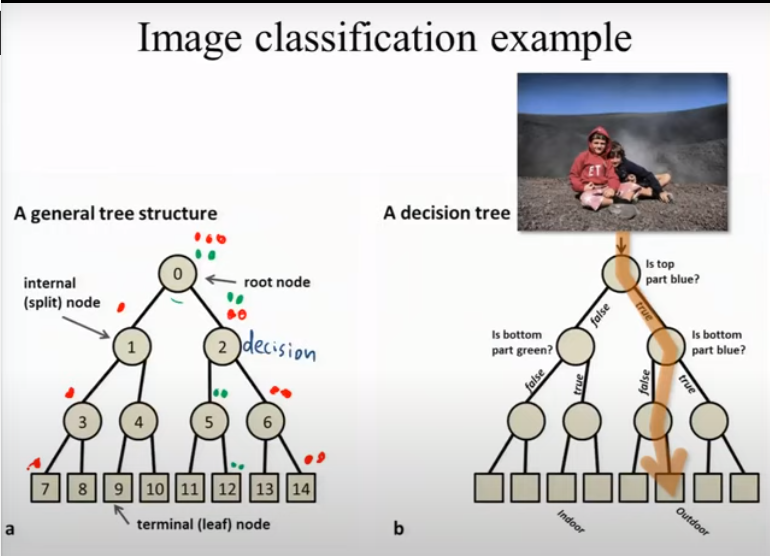 Image classification example
A general tree structure
A decision tree
ET
0
root node
internal
(split) node
1
2
decision
3
4
5
6
7
8
9
10
11
12
13
14
terminal (leaf) node
a
Is top
part blue?
false
true
Is bottom
part green?
Is bottom
part blue?
false
true
false
true
Indoor
Outdoor
b